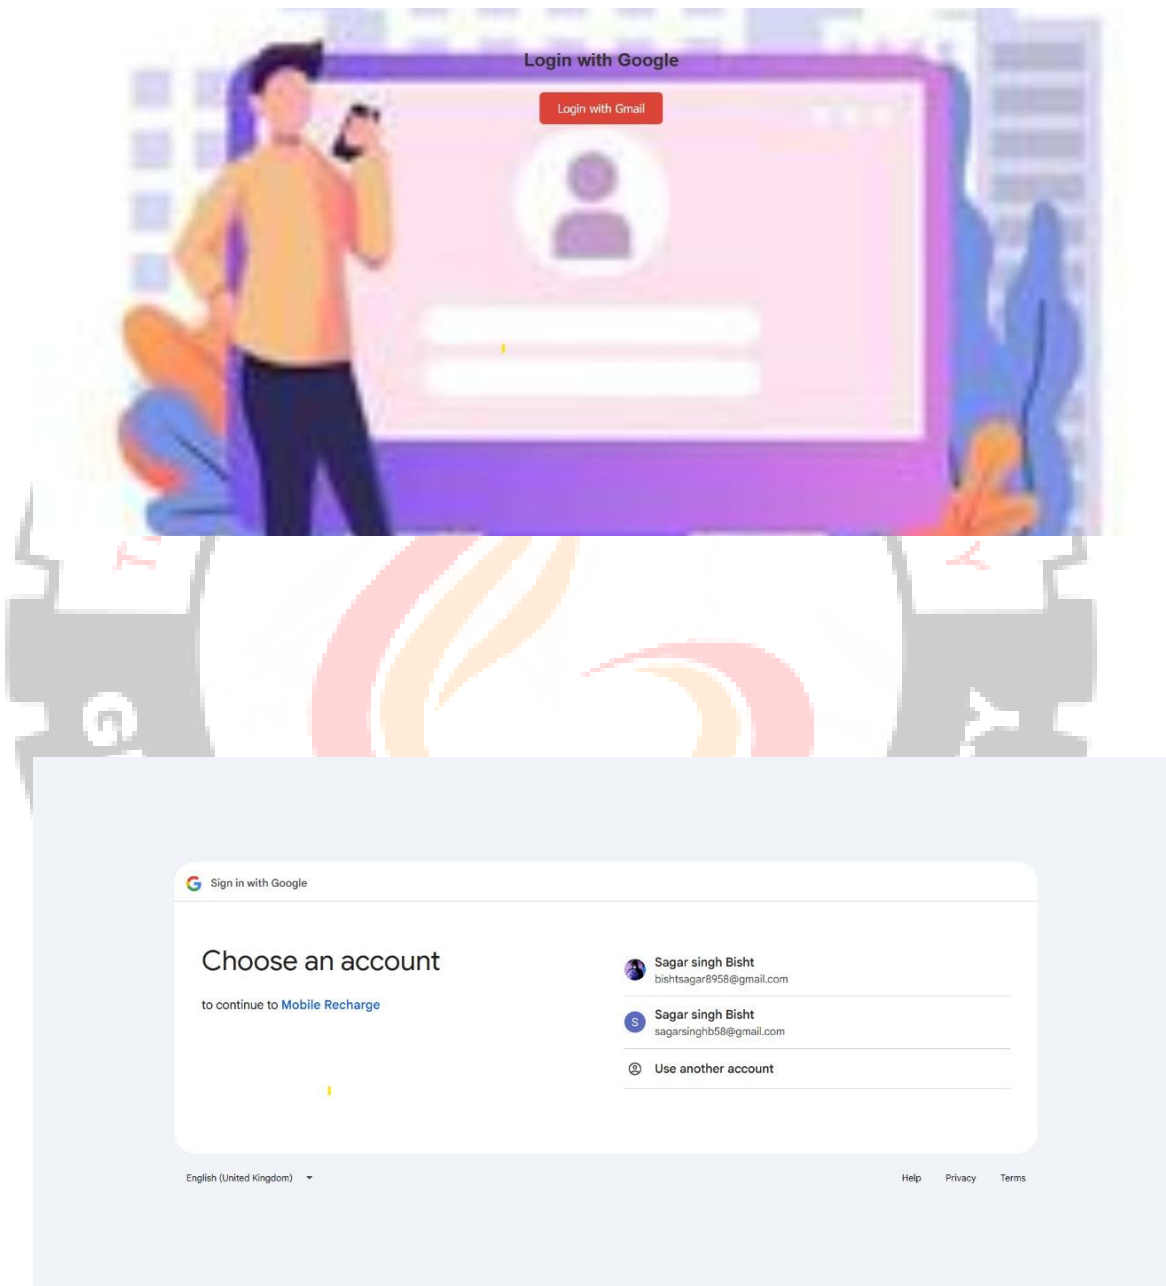 Login with Google
Login with Gmail
Sign in with Google
Choose an account
to continue to Mobile Recharge
Sagar singh Bisht
bishtsagar8958@gmail.com
S
Sagar singh Bisht
sagarsinghb58@gmail.com
Use another account
English (United Kingdom)
Help Privacy Terms